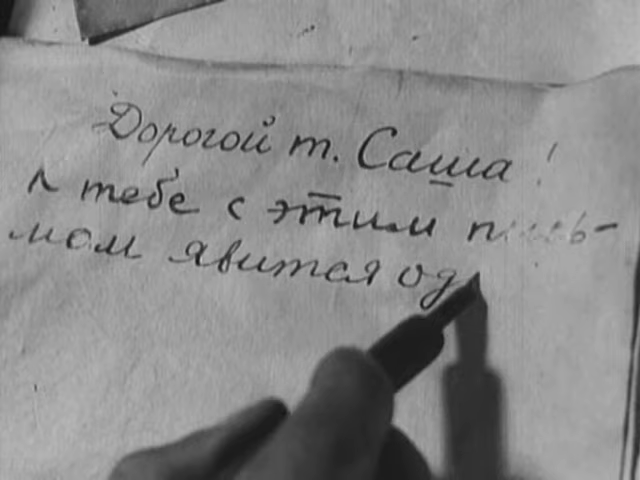 Дорогой т. Саша!
к тебе с этим пись-
мом явится од